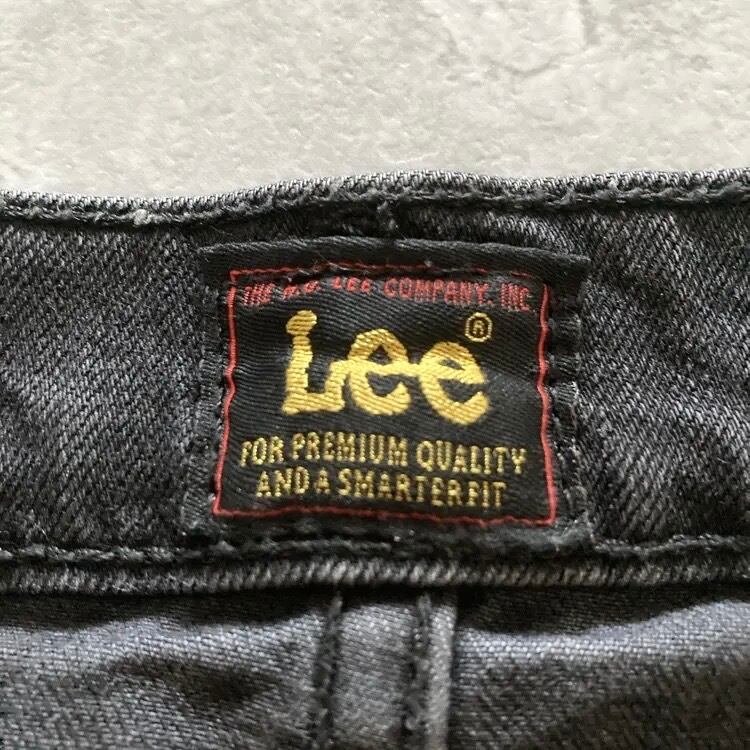 THE H.D. LEE COMPANY, INC.
Lee®
FOR PREMIUM QUALITY
AND A SMARTER FIT